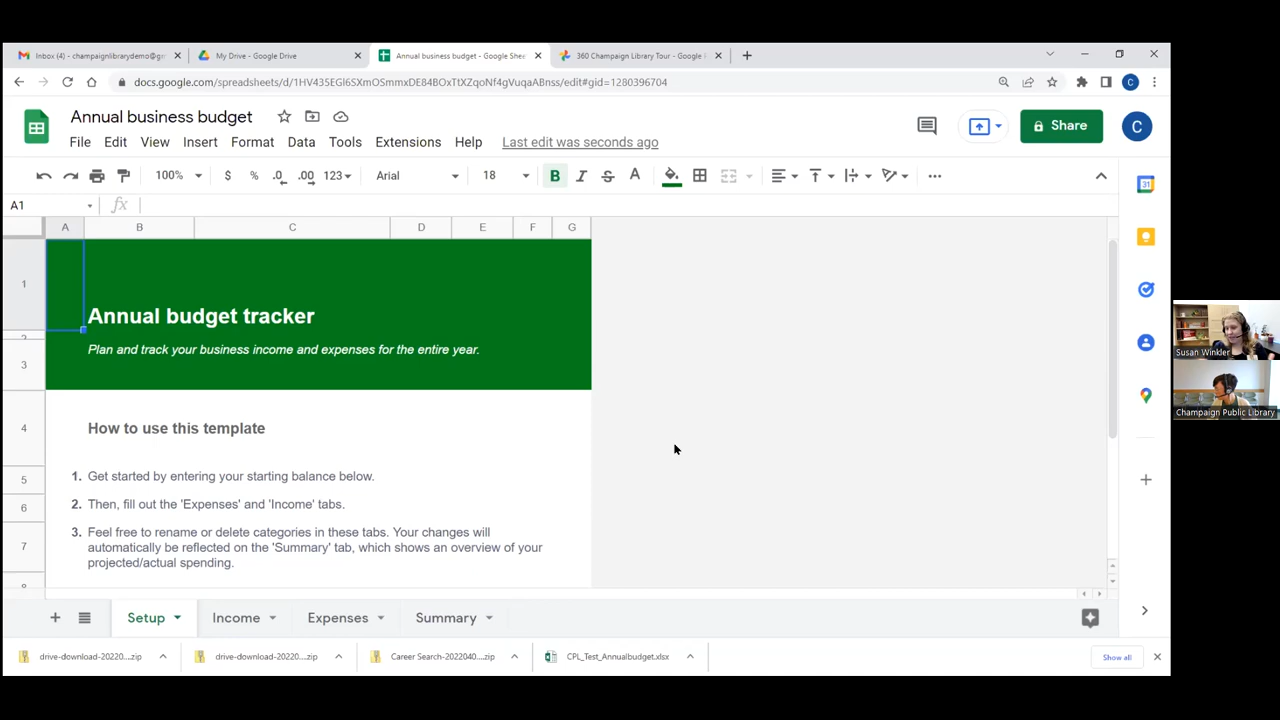 Inbox (4) - champaignlibrarydemo@gm
My Drive - Google Drive
Annual business budget - Google Shee
360 Champaign Library Tour - Google
docs.google.com/spreadsheets/d/1HV435EGl6SXmOSmmxDE84BOxTtXZqoNf4gVuqaABnss/edit#gid=1280396704
C
Annual business budget
File Edit View Insert Format Data Tools Extensions Help Last edit was seconds ago
Share
C
100% $ % .0 .00 123 Arial 18 B I S A
31
A1 fx
A B C D E F G
1
Annual budget tracker
2
3 Plan and track your business income and expenses for the entire year.
4 How to use this template
5 1. Get started by entering your starting balance below.
6 2. Then, fill out the 'Expenses' and 'Income' tabs.
7 3. Feel free to rename or delete categories in these tabs. Your changes will
automatically be reflected on the 'Summary' tab, which shows an overview of your
projected/actual spending.
8
Susan Winkler
Champaign Public Library
Setup Income Expenses Summary
drive-download-20220....zip
drive-download-20220....zip
Career Search-2022040....zip
CPL_Test_Annualbudget.xlsx
Show all